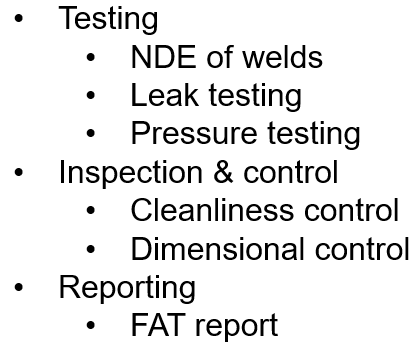 • Testing
• NDE of welds
• Leak testing
• Pressure testing
• Inspection & control
• Cleanliness control
• Dimensional control
• Reporting
• FAT report